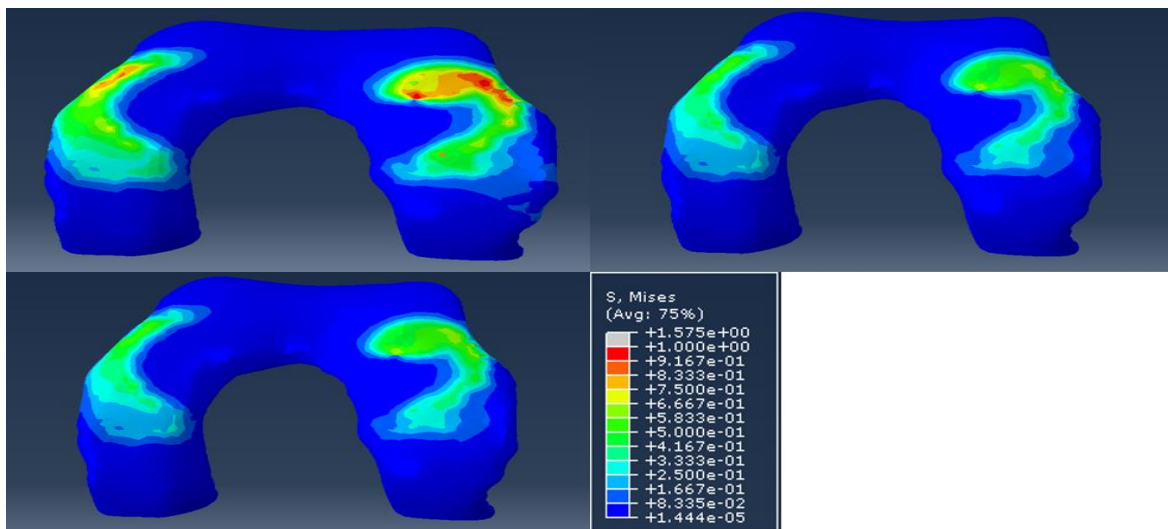 S, Mises
(Avg: 75%)
+1.575e+00
+1.000e+00
+9.167e-01
+8.333e-01
+7.500e-01
+6.667e-01
+5.833e-01
+5.000e-01
+4.167e-01
+3.333e-01
+2.500e-01
+1.667e-01
+8.335e-02
+1.444e-05